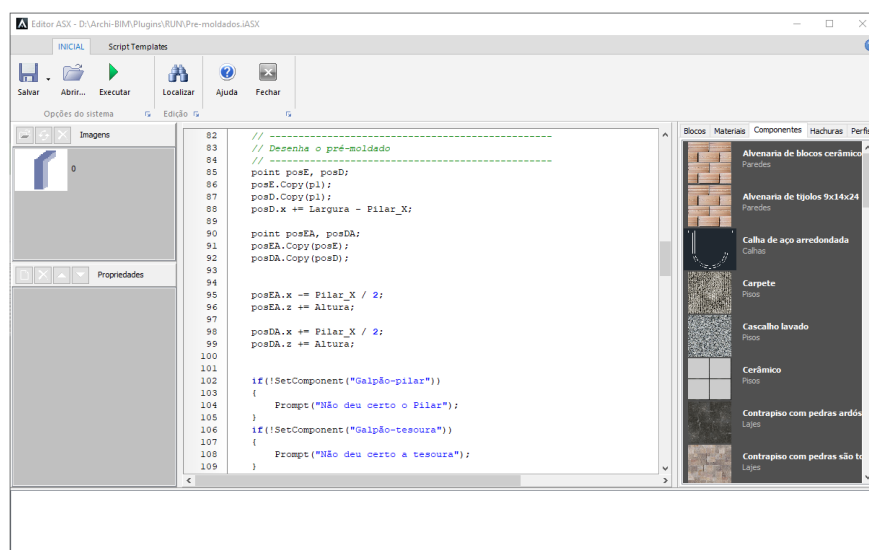 Editor ASX - D:\Archi-BIM\Plugins\RUN\Pre-moldados.iASX
INICIAL Script Templates
Salvar Abrir... Executar Localizar Ajuda Fechar
Opções do sistema Edição
Imagens
0
Propriedades
82 // -------------------------------------------------
83 // Desenha o pré-moldado
84 // -------------------------------------------------
85 point posE, posD;
86 posE.Copy(p1);
87 posD.Copy(p1);
88 posD.x += Largura - Pilar_X;
89
90 point posEA, posDA;
91 posEA.Copy(posE);
92 posDA.Copy(posD);
93
94
95 posEA.x -= Pilar_X / 2;
96 posEA.z += Altura;
97
98 posDA.x += Pilar_X / 2;
99 posDA.z += Altura;
100
101
102 if(!SetComponent("Galpão-pilar"))
103 {
104 Prompt("Não deu certo o Pilar");
105 }
106 if(!SetComponent("Galpão-tesoura"))
107 {
108 Prompt("Não deu certo a tesoura");
109 }
Blocos Materiais Componentes Hachuras Perfis
Alvenaria de blocos cerâmico
Paredes
Alvenaria de tijolos 9x14x24
Paredes
Calha de aço arredondada
Calhas
Carpete
Pisos
Cascalho lavado
Pisos
Cerâmico
Pisos
Contrapiso com pedras ardós
Lajes
Contrapiso com pedras são to
Lajes